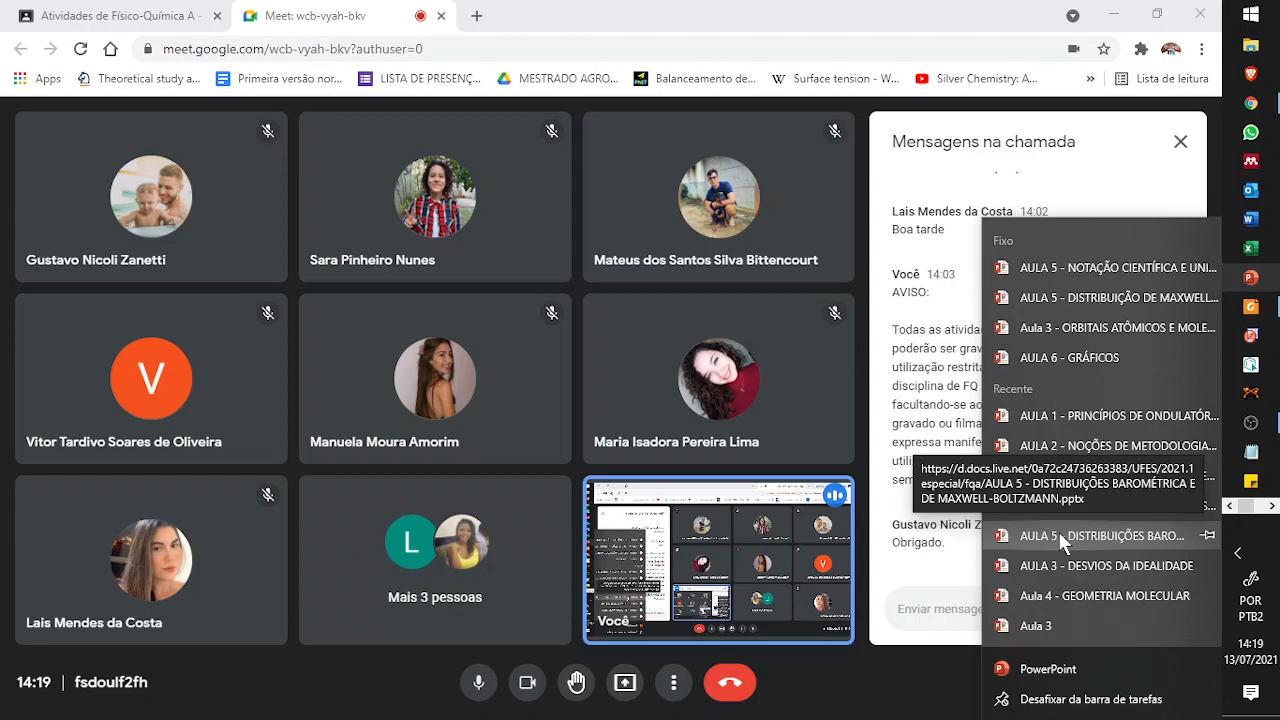 Atividades de Físico-Química A -
Meet: wcb-vyah-bkv
meet.google.com/wcb-vyah-bkv?authuser=0
Apps
Theoretical study a...
Primeira versão nor...
LISTA DE PRESENÇ...
MESTRADO AGRO...
Balanceamento de...
Surface tension - W...
Silver Chemistry: A...
»
Lista de leitura
Gustavo Nicoli Zanetti
Sara Pinheiro Nunes
Mateus dos Santos Silva Bittencourt
V
Vitor Tardivo Soares de Oliveira
Manuela Moura Amorim
Maria Isadora Pereira Lima
Lais Mendes da Costa
L
Mais 3 pessoas
V
Você
Mensagens na chamada
Lais Mendes da Costa 14:02
Boa tarde
Você 14:03
AVISO:
Todas as ativida
poderão ser grav
utilização restrita
disciplina de FQ
facultando-se ao
gravado ou filma
expressa manife
utili
sem
Gustavo Nicoli Z
Obrigado.
Enviar mensage
Fixo
AULA 5 - NOTAÇÃO CIENTÍFICA E UNI...
AULA 5 - DISTRIBUIÇÃO DE MAXWELL...
Aula 3 - ORBITAIS ATÔMICOS E MOLE...
AULA 6 - GRÁFICOS
Recente
AULA 1 - PRINCÍPIOS DE ONDULATÓR...
AULA 2 - NOÇÕES DE METODOLOGIA...
https://d.docs.live.net/0a72c24736263383/UFES/2021.1
especial/fqa/AULA 5 - DISTRIBUIÇÕES BAROMÉTRICA E
DE MAXWELL-BOLTZMANN.pptx
DISTRIBUIÇÕES BARO...
DESVIOS DA IDEALIDADE
Aula 4 - GEOMETRIA MOLECULAR
Aula 3
PowerPoint
Desafixar da barra de tarefas
14:19 | fsdoulf2fh
POR
PTB2
14:19
13/07/2021